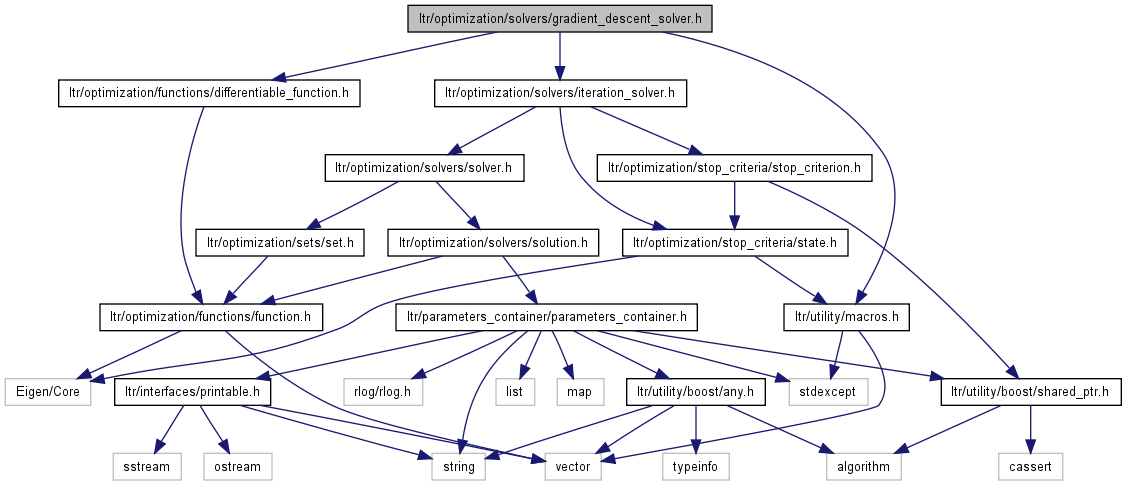 ltr/optimization/solvers/gradient_descent_solver.h
ltr/optimization/functions/differentiable_function.h
ltr/optimization/solvers/iteration_solver.h
ltr/optimization/solvers/solver.h
ltr/optimization/stop_criteria/stop_criterion.h
ltr/optimization/sets/set.h
ltr/optimization/solvers/solution.h
ltr/optimization/stop_criteria/state.h
ltr/optimization/functions/function.h
ltr/parameters_container/parameters_container.h
ltr/utility/macros.h
Eigen/Core
ltr/interfaces/printable.h
rlog/rlog.h
list
map
ltr/utility/boost/any.h
stdexcept
ltr/utility/boost/shared_ptr.h
sstream
ostream
string
vector
typeinfo
algorithm
cassert